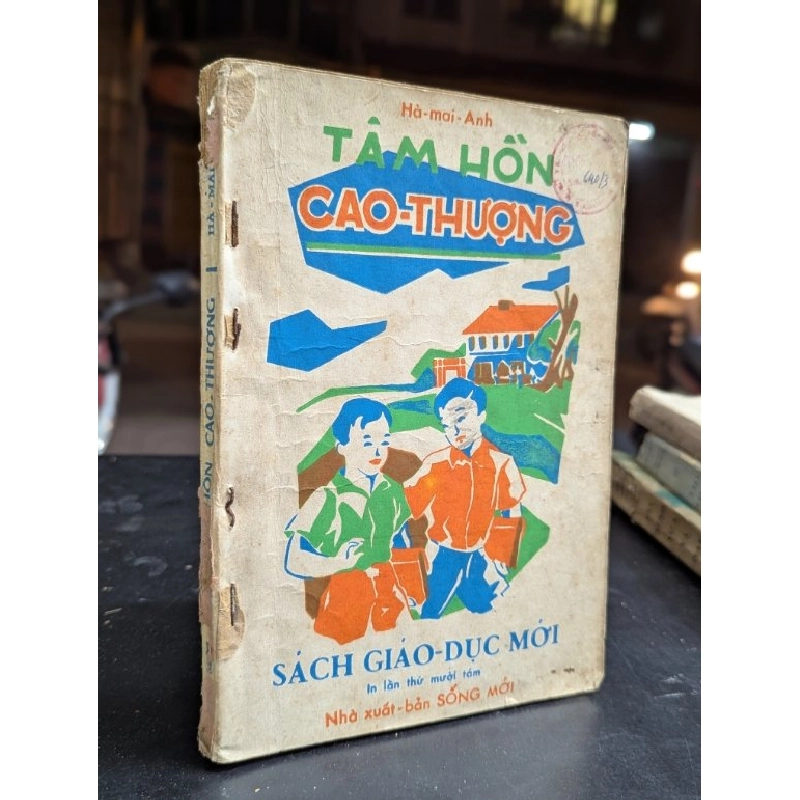 Hà-mai-Anh
TÂM HỒN
CAO-THƯỢNG
SÁCH GIÁO-DỤC MỚI
In lần thứ mười tám
Nhà xuất-bản SỐNG MỚI
HỒN CAO-THƯỢNG | HÀ-MAI